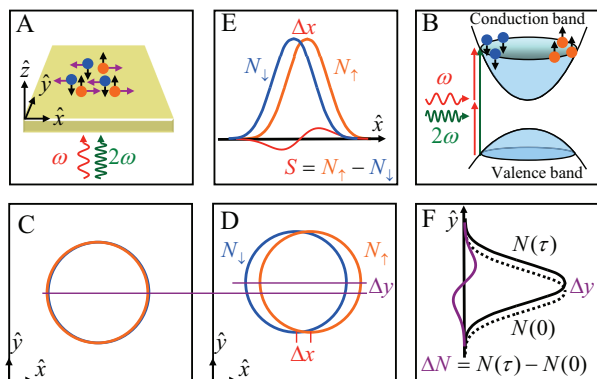 A
ẑ
ŷ
x̂
ω
2ω
E
Δx
N↓
N↑
x̂
S = N↑ − N↓
B
Conduction band
ω
2ω
Valence band
C
ŷ
x̂
D
N↓
N↑
Δy
Δx
ŷ
x̂
F
ŷ
N(τ)
Δy
N(0)
ΔN = N(τ) − N(0)